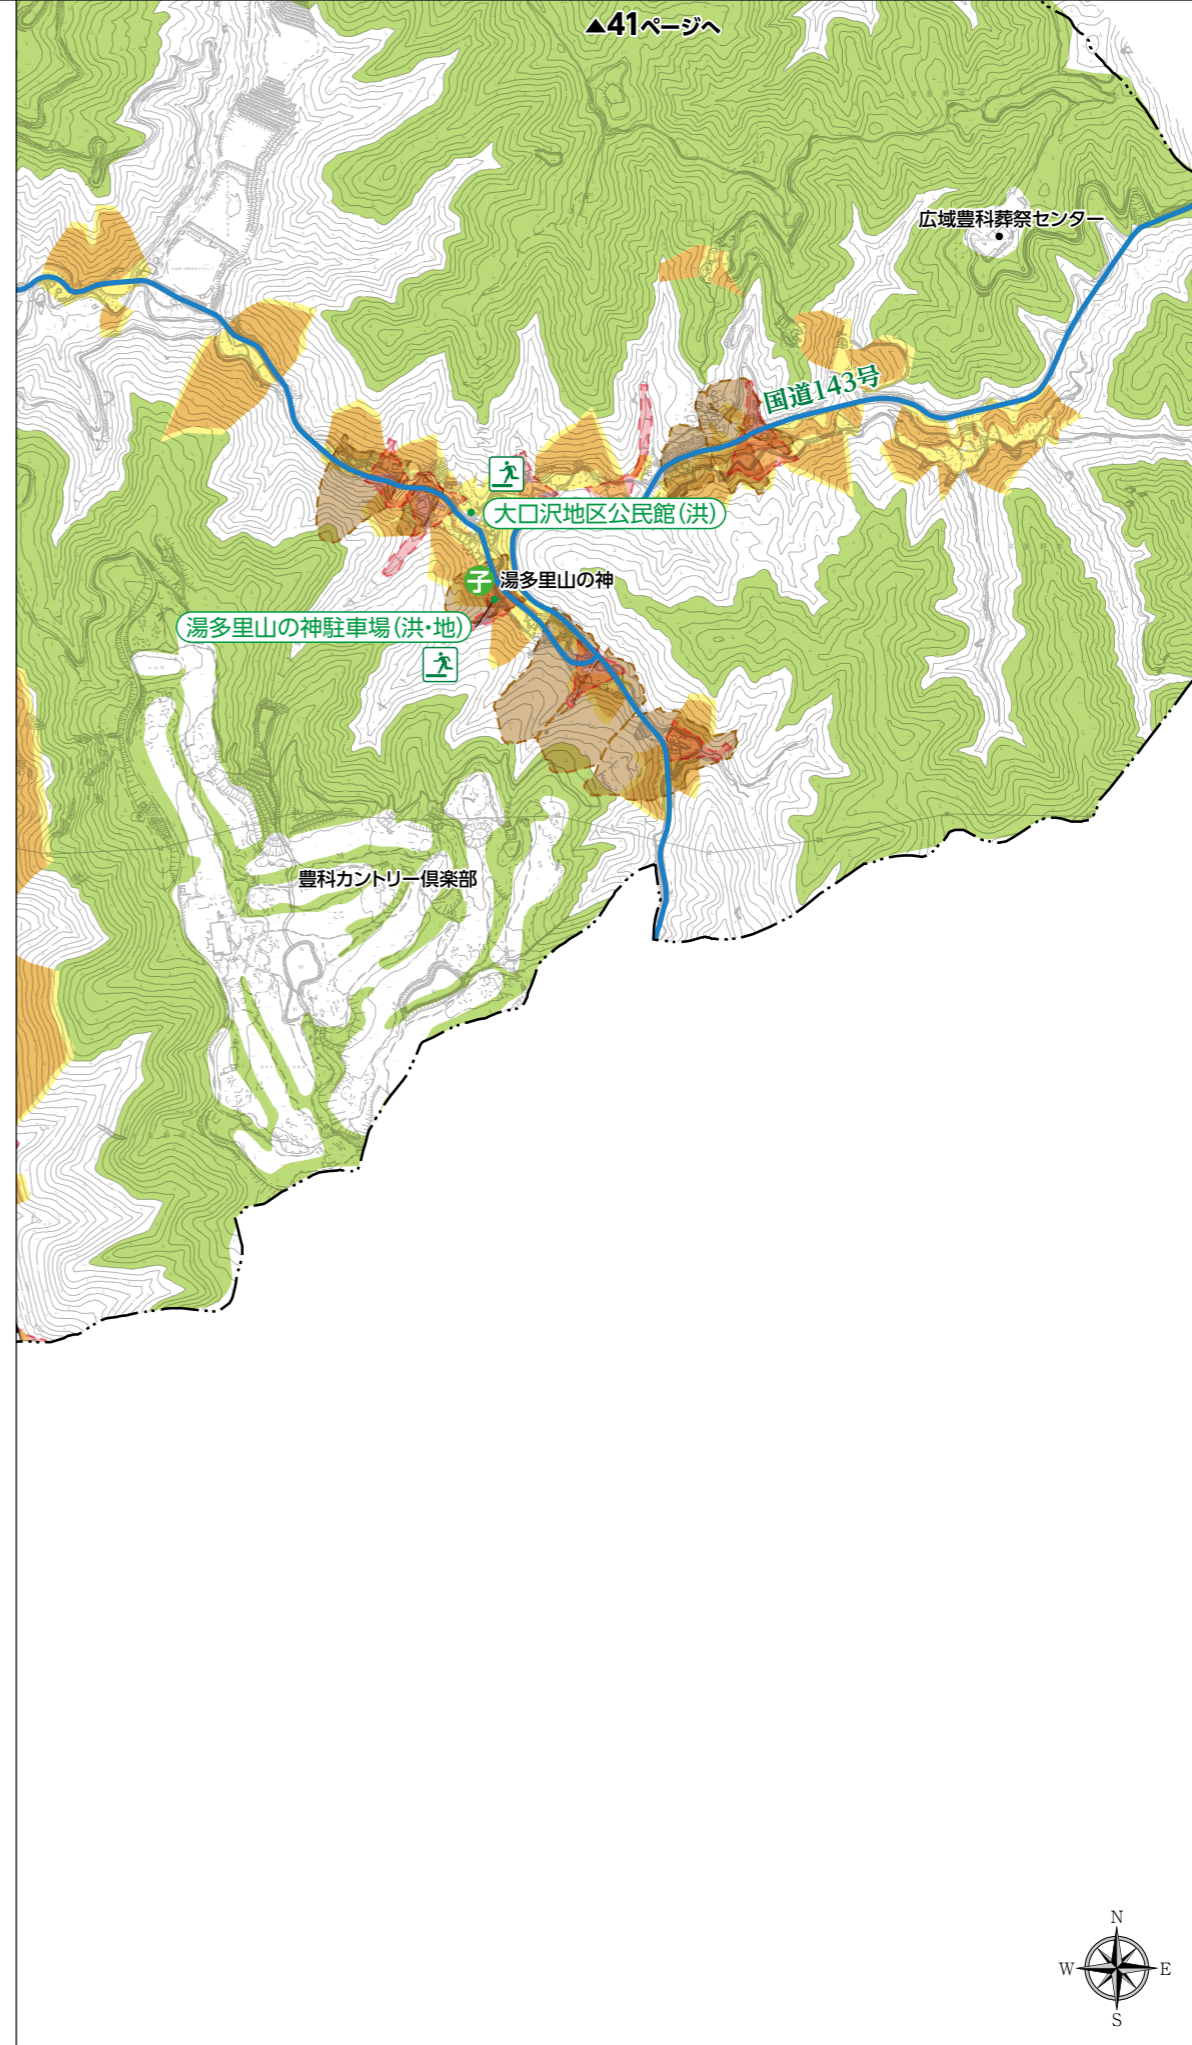 ▲41ページへ
広域豊科葬祭センター
国道143号
大口沢地区公民館(洪)
子
湯多里山の神
湯多里山の神駐車場(洪・地)
豊科カントリー倶楽部
N
W
E
S